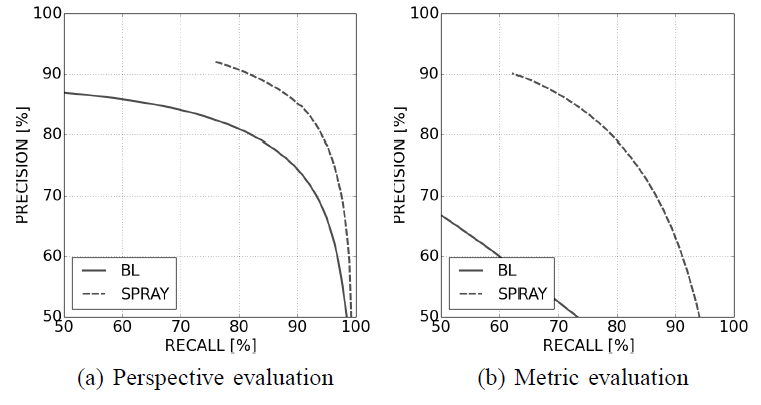 100
90
80
70
60
50
PRECISION [%]
BL
SPRAY
50 60 70 80 90 100
RECALL [%]
(a) Perspective evaluation
100
90
80
70
60
50
PRECISION [%]
BL
SPRAY
50 60 70 80 90 100
RECALL [%]
(b) Metric evaluation